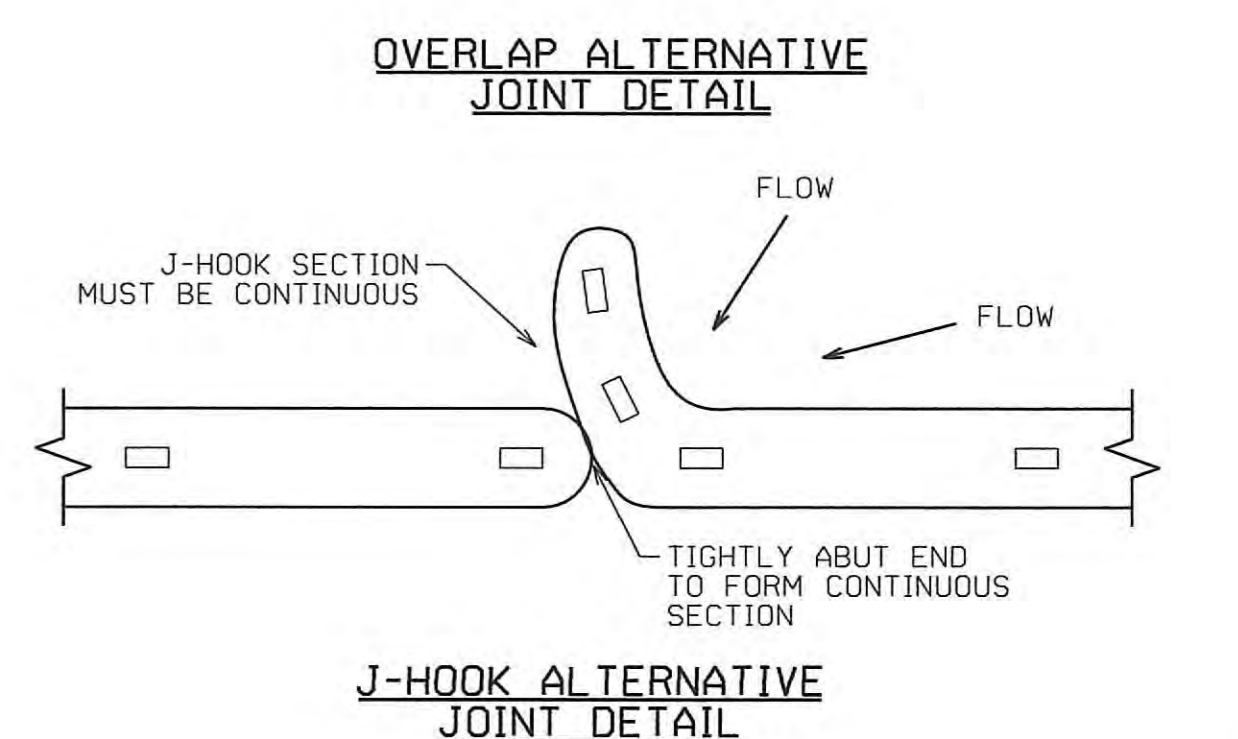 OVERLAP ALTERNATIVE
JOINT DETAIL
FLOW
J-HOOK SECTION
MUST BE CONTINUOUS
FLOW
TIGHTLY ABUT END
TO FORM CONTINUOUS
SECTION
J-HOOK ALTERNATIVE
JOINT DETAIL